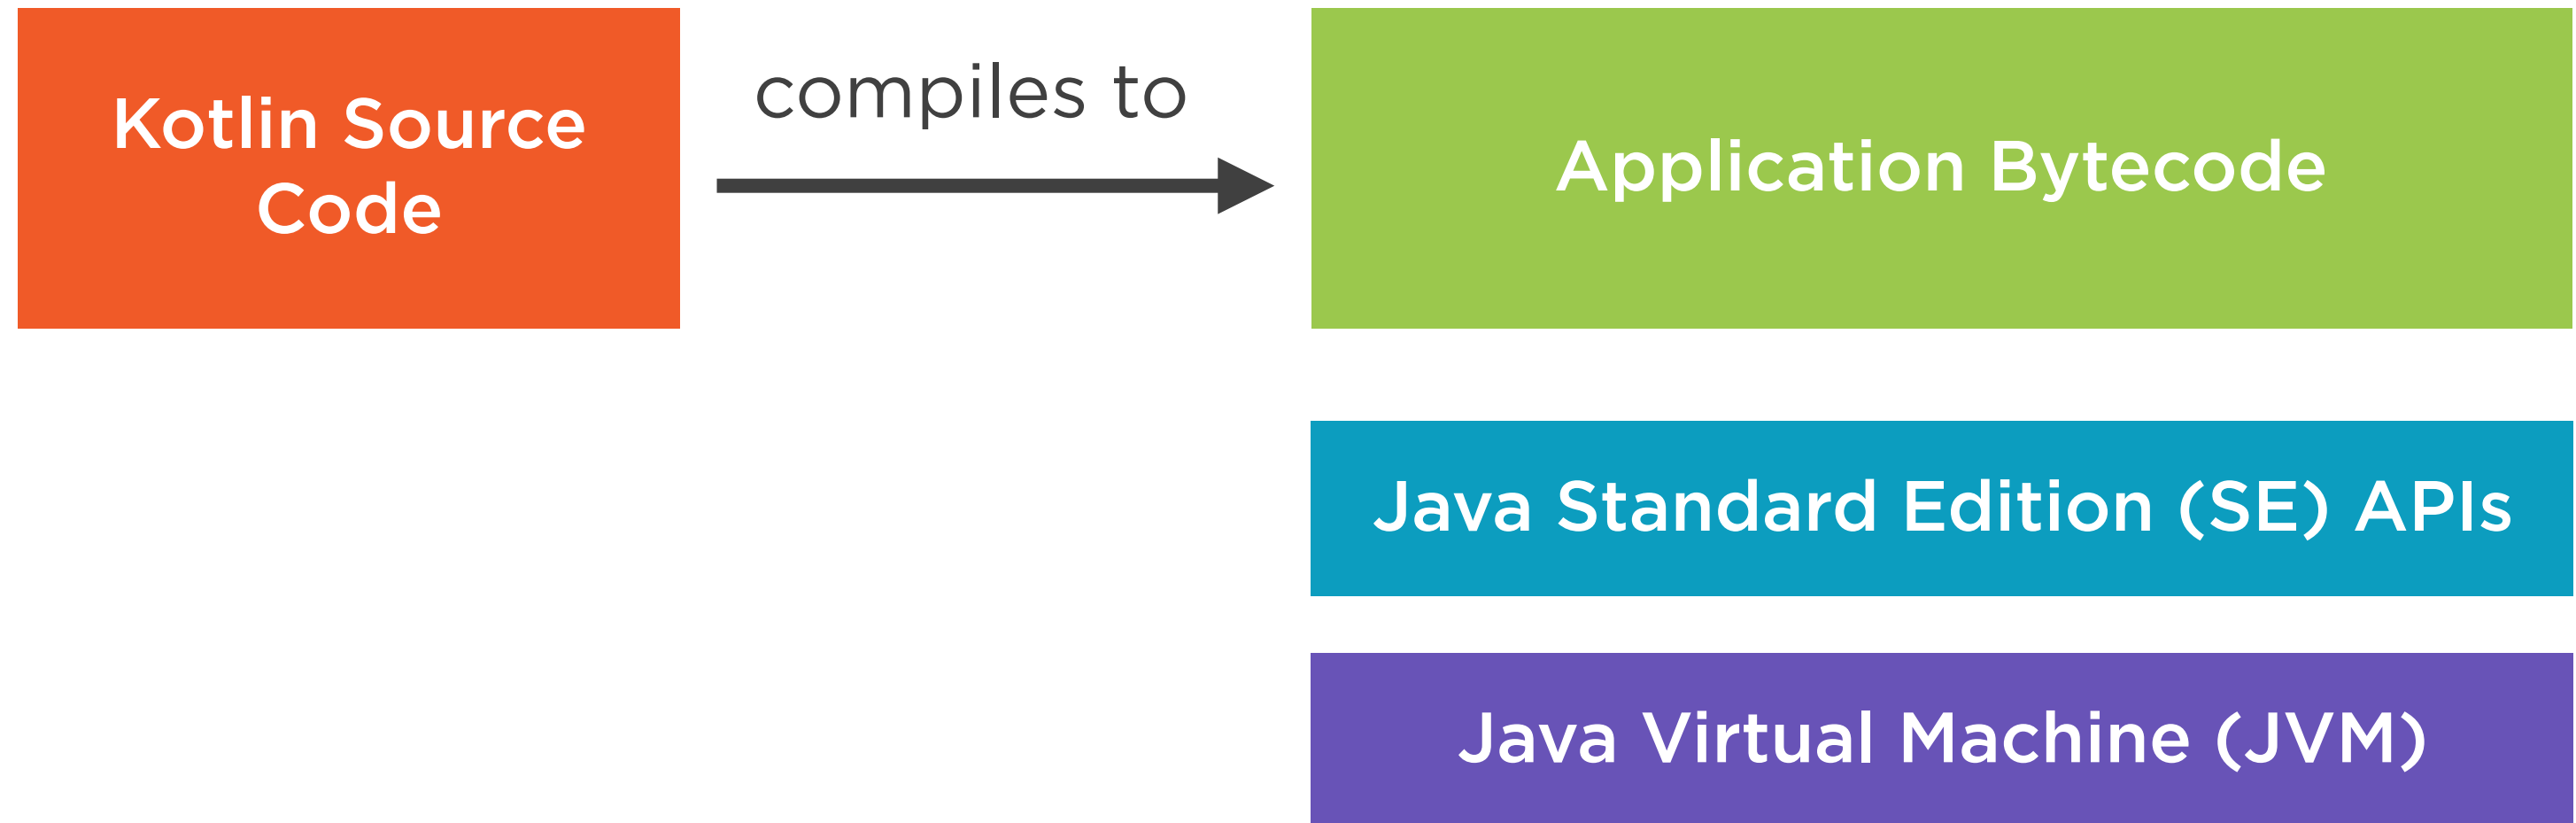 Kotlin Source
Code
compiles to
Application Bytecode
Java Standard Edition (SE) APIs
Java Virtual Machine (JVM)